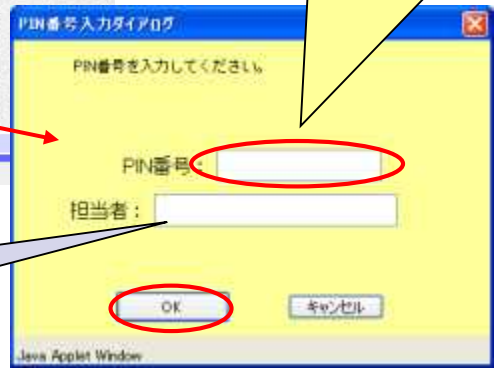 PIN番号入力ダイアログ
PIN番号を入力してください。
PIN番号：
担当者：
OK
キャンセル
Java Applet Window